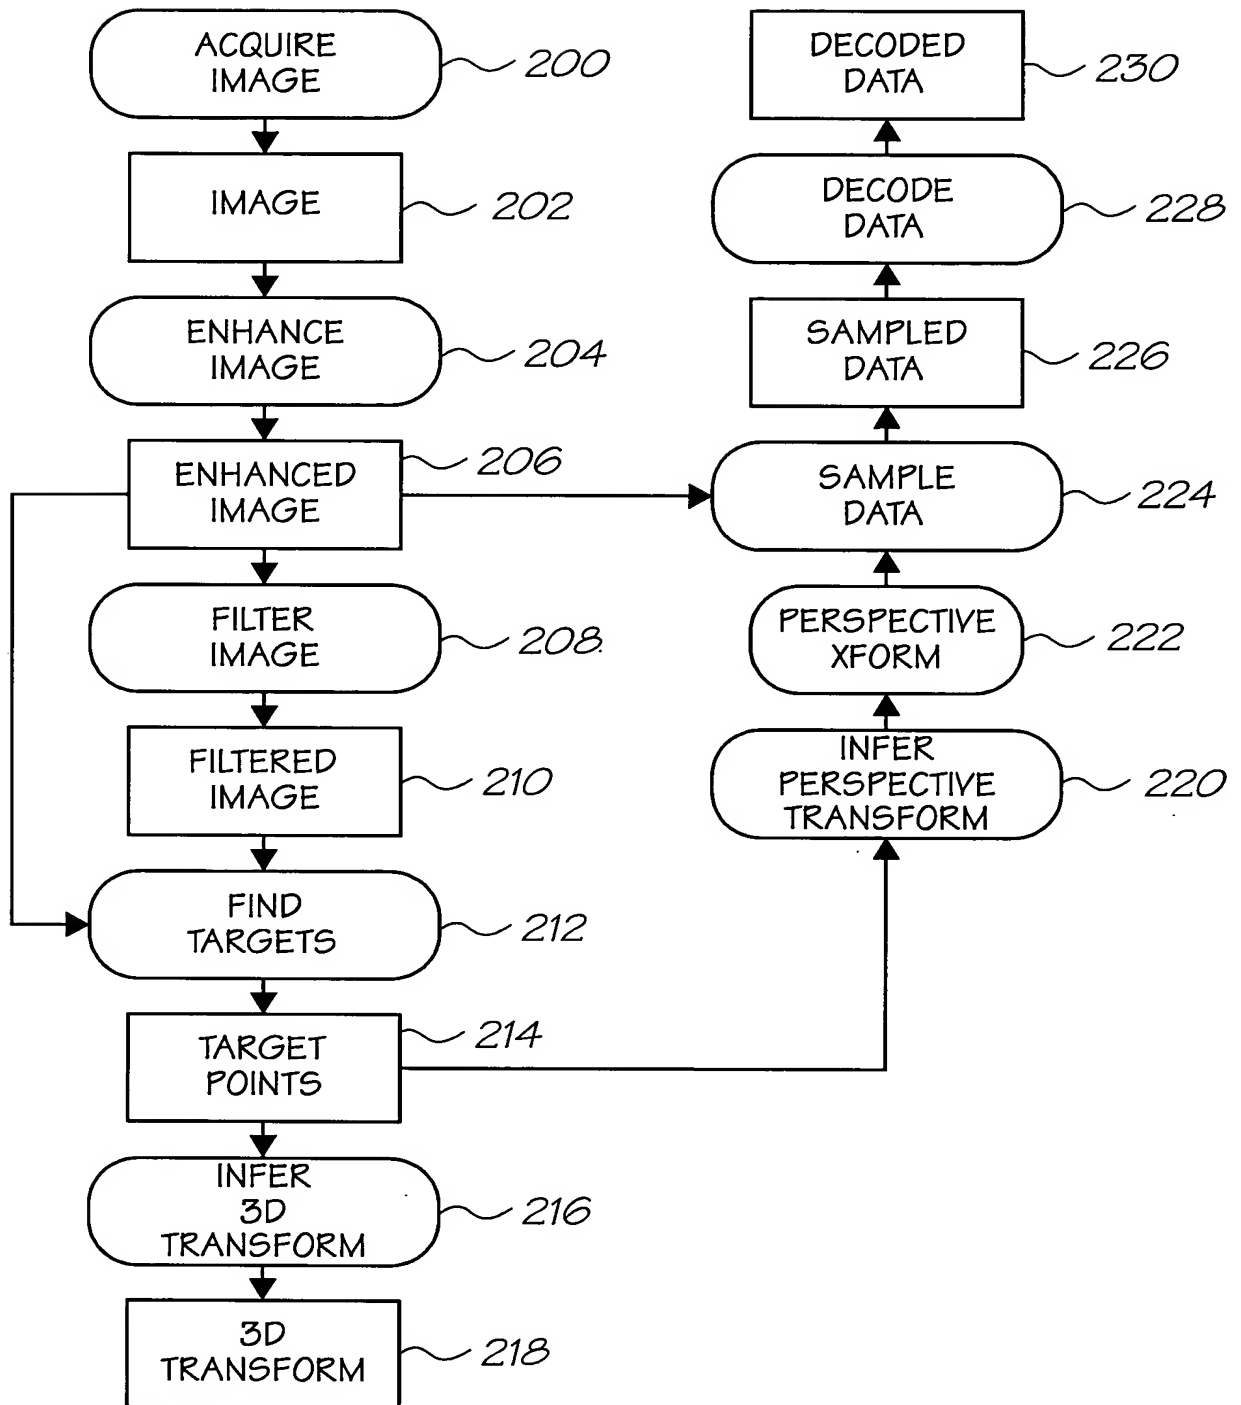 ACQUIRE
IMAGE
200
IMAGE
202
ENHANCE
IMAGE
204
ENHANCED
IMAGE
206
FILTER
IMAGE
208
FILTERED
IMAGE
210
FIND
TARGETS
212
TARGET
POINTS
214
INFER
3D
TRANSFORM
216
3D
TRANSFORM
218
DECODED
DATA
230
DECODE
DATA
228
SAMPLED
DATA
226
SAMPLE
DATA
224
PERSPECTIVE
XFORM
222
INFER
PERSPECTIVE
TRANSFORM
220